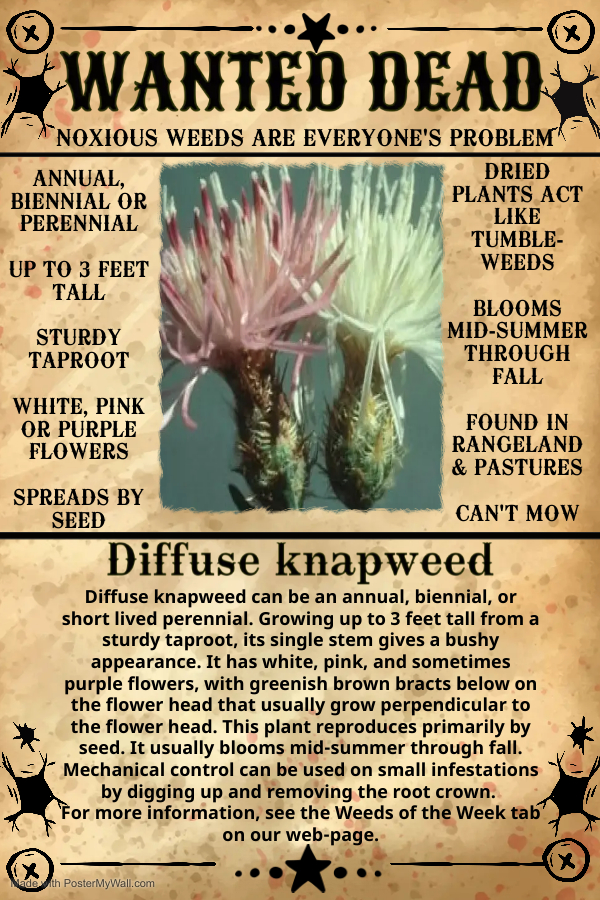 WANTED DEAD
NOXIOUS WEEDS ARE EVERYONE'S PROBLEM
ANNUAL,
BIENNIAL OR
PERENNIAL
UP TO 3 FEET
TALL
STURDY
TAPROOT
WHITE, PINK
OR PURPLE
FLOWERS
SPREADS BY
SEED
DRIED
PLANTS ACT
LIKE
TUMBLE-
WEEDS
BLOOMS
MID-SUMMER
THROUGH
FALL
FOUND IN
RANGELAND
& PASTURES
CAN'T MOW
Diffuse knapweed
Diffuse knapweed can be an annual, biennial, or
short lived perennial. Growing up to 3 feet tall from a
sturdy taproot, its single stem gives a bushy
appearance. It has white, pink, and sometimes
purple flowers, with greenish brown bracts below on
the flower head that usually grow perpendicular to
the flower head. This plant reproduces primarily by
seed. It usually blooms mid-summer through fall.
Mechanical control can be used on small infestations
by digging up and removing the root crown.
For more information, see the Weeds of the Week tab
on our web-page.
Made with PosterMyWall.com